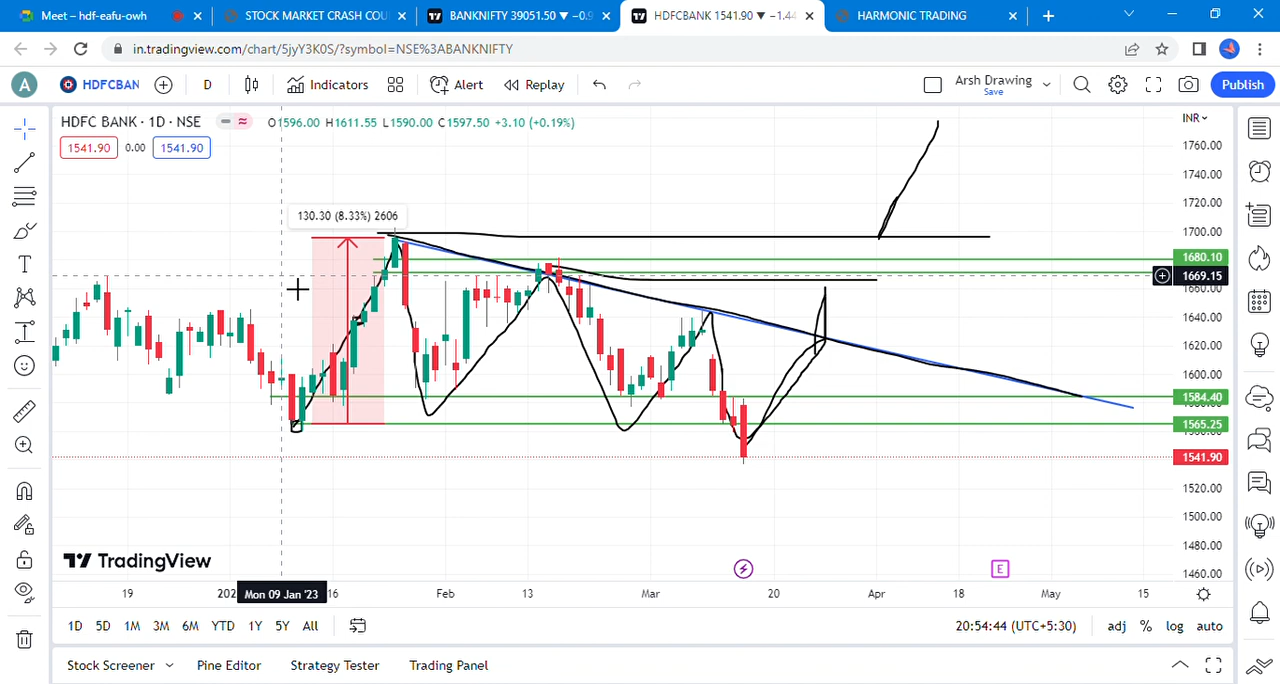 Meet – hdf-eafu-owh
STOCK MARKET CRASH COU
BANKNIFTY 39051.50 ▼ −0.9
HDFCBANK 1541.90 ▼ −1.44
HARMONIC TRADING
in.tradingview.com/chart/5jyY3K0S/?symbol=NSE%3ABANKNIFTY
A HDFCBAN D Indicators Alert Replay Arsh Drawing Save Publish
HDFC BANK · 1D · NSE O1596.00 H1611.55 L1590.00 C1597.50 +3.10 (+0.19%)
INR
1541.90 0.00 1541.90
1760.00
1740.00
1720.00
130.30 (8.33%) 2606
1700.00
1680.10
1669.15
1660.00
1640.00
1620.00
1600.00
1584.40
1565.25
1541.90
1520.00
1500.00
1480.00
1460.00
TradingView
E
19 202 Mon 09 Jan '23 16 Feb 13 Mar 20 Apr 18 May 15
1D 5D 1M 3M 6M YTD 1Y 5Y All 20:54:44 (UTC+5:30) adj % log auto
Stock Screener Pine Editor Strategy Tester Trading Panel